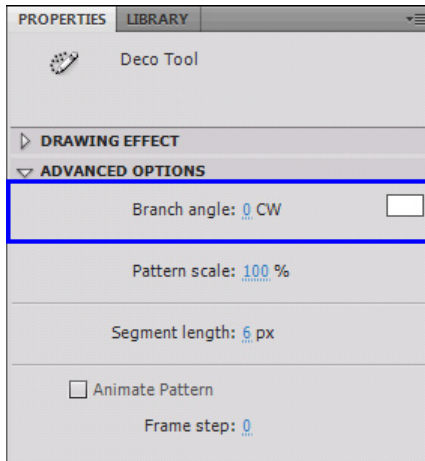 PROPERTIES LIBRARY
Deco Tool
DRAWING EFFECT
ADVANCED OPTIONS
Branch angle: 0 CW
Pattern scale: 100 %
Segment length: 6 px
Animate Pattern
Frame step: 0